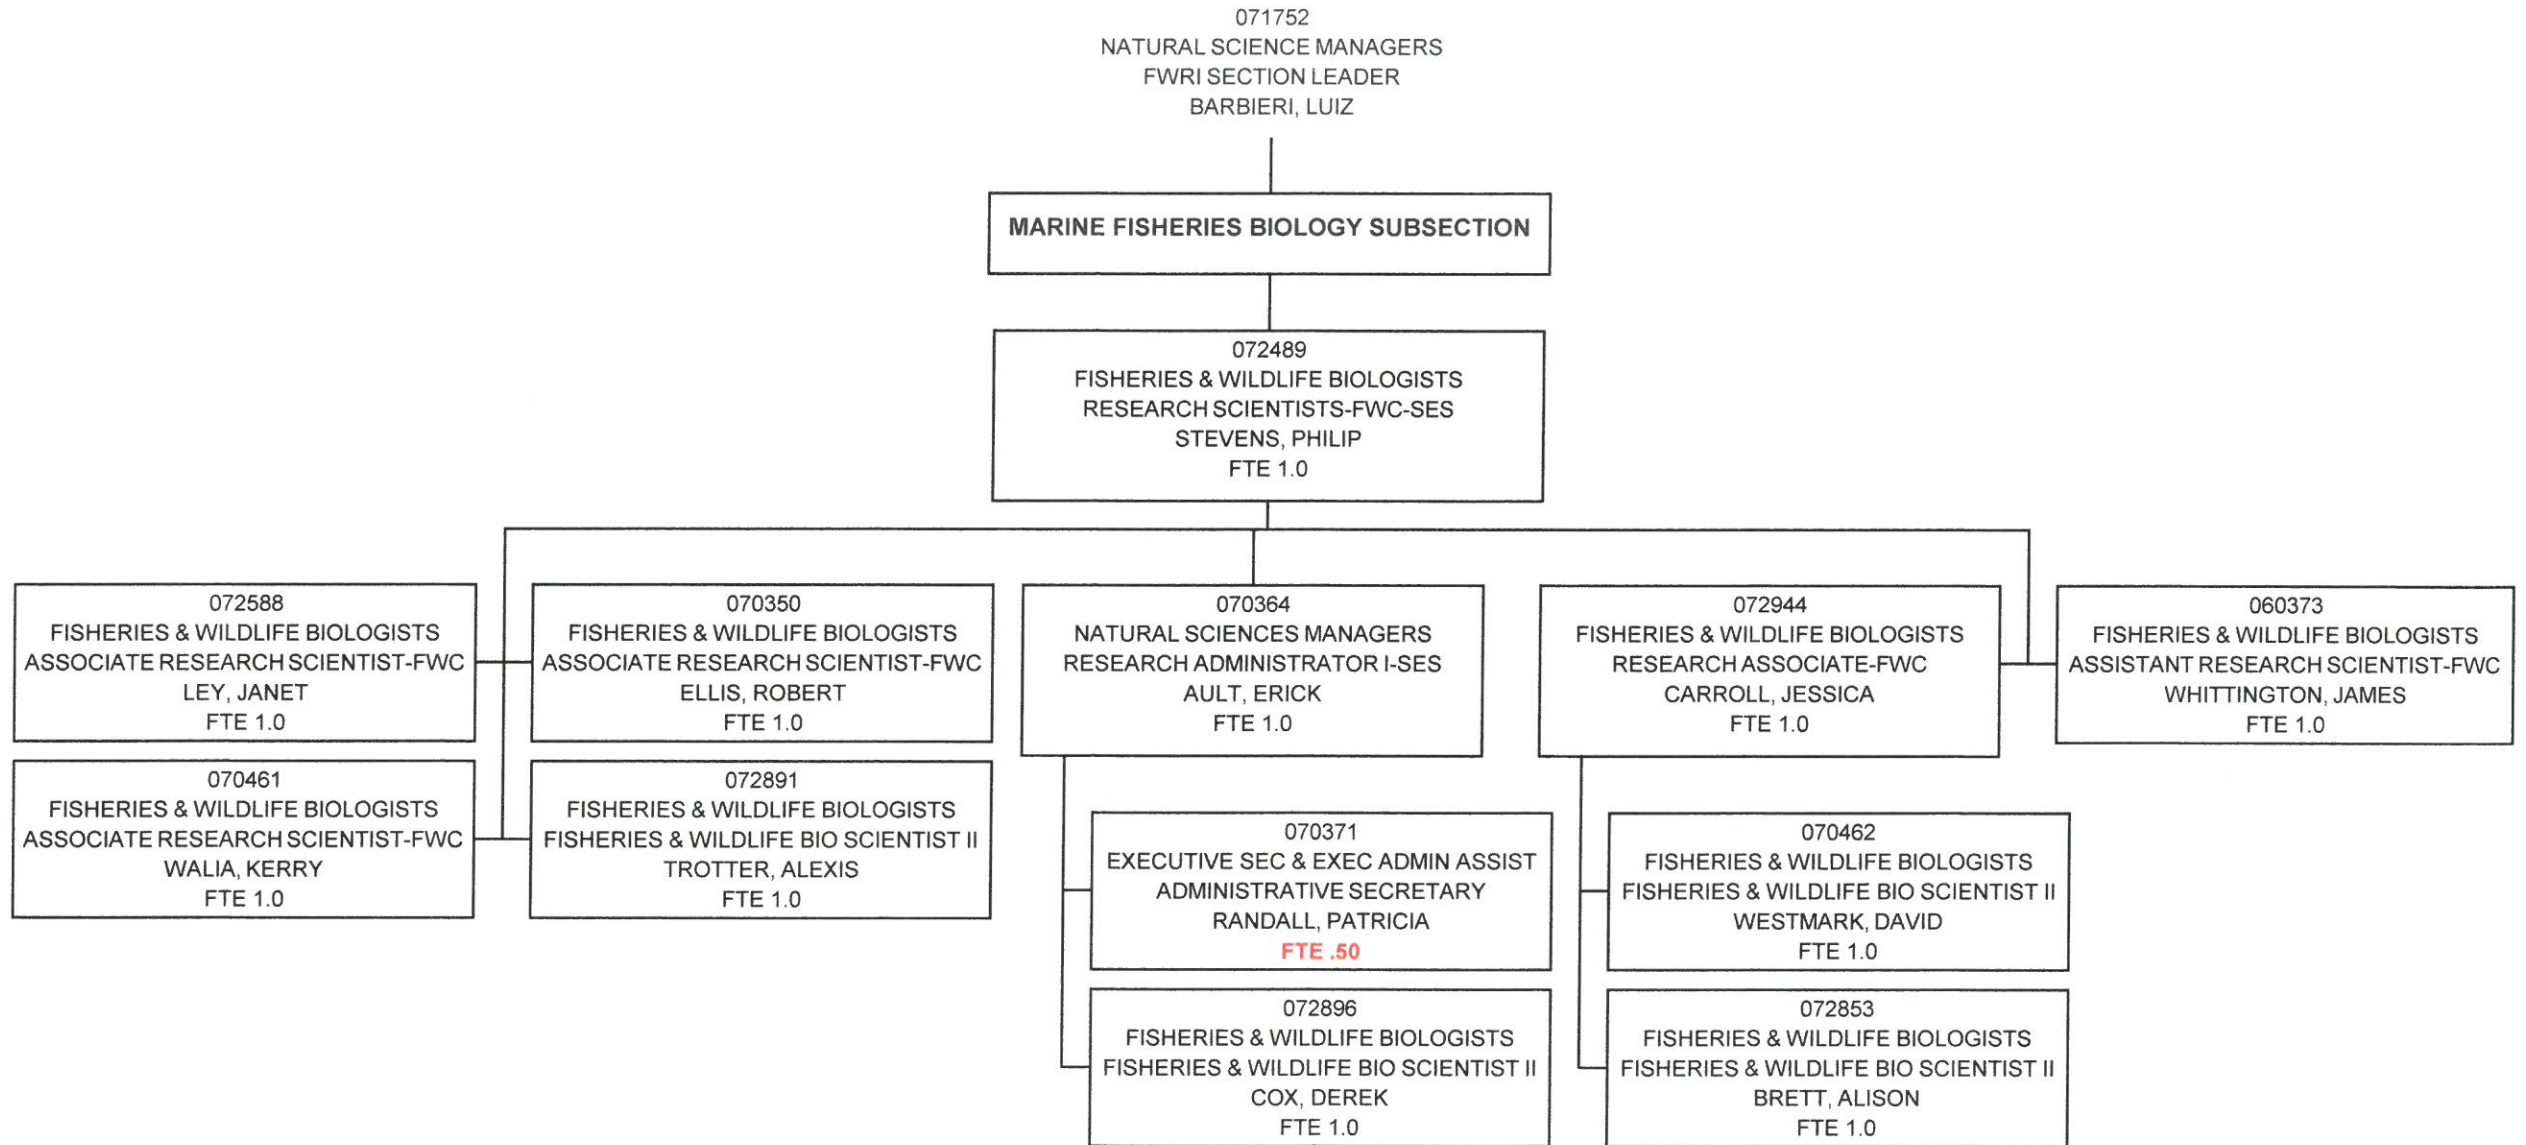 071752
NATURAL SCIENCE MANAGERS
FWRI SECTION LEADER
BARBIERI, LUIZ
MARINE FISHERIES BIOLOGY SUBSECTION
072489
FISHERIES & WILDLIFE BIOLOGISTS
RESEARCH SCIENTISTS-FWC-SES
STEVENS, PHILIP
FTE 1.0
072588
FISHERIES & WILDLIFE BIOLOGISTS
ASSOCIATE RESEARCH SCIENTIST-FWC
LEY, JANET
FTE 1.0
070350
FISHERIES & WILDLIFE BIOLOGISTS
ASSOCIATE RESEARCH SCIENTIST-FWC
ELLIS, ROBERT
FTE 1.0
070364
NATURAL SCIENCES MANAGERS
RESEARCH ADMINISTRATOR I-SES
AULT, ERICK
FTE 1.0
072944
FISHERIES & WILDLIFE BIOLOGISTS
RESEARCH ASSOCIATE-FWC
CARROLL, JESSICA
FTE 1.0
060373
FISHERIES & WILDLIFE BIOLOGISTS
ASSISTANT RESEARCH SCIENTIST-FWC
WHITTINGTON, JAMES
FTE 1.0
070461
FISHERIES & WILDLIFE BIOLOGISTS
ASSOCIATE RESEARCH SCIENTIST-FWC
WALIA, KERRY
FTE 1.0
072891
FISHERIES & WILDLIFE BIOLOGISTS
FISHERIES & WILDLIFE BIO SCIENTIST II
TROTTER, ALEXIS
FTE 1.0
070371
EXECUTIVE SEC & EXEC ADMIN ASSIST
ADMINISTRATIVE SECRETARY
RANDALL, PATRICIA
FTE .50
070462
FISHERIES & WILDLIFE BIOLOGISTS
FISHERIES & WILDLIFE BIO SCIENTIST II
WESTMARK, DAVID
FTE 1.0
072896
FISHERIES & WILDLIFE BIOLOGISTS
FISHERIES & WILDLIFE BIO SCIENTIST II
COX, DEREK
FTE 1.0
072853
FISHERIES & WILDLIFE BIOLOGISTS
FISHERIES & WILDLIFE BIO SCIENTIST II
BRETT, ALISON
FTE 1.0